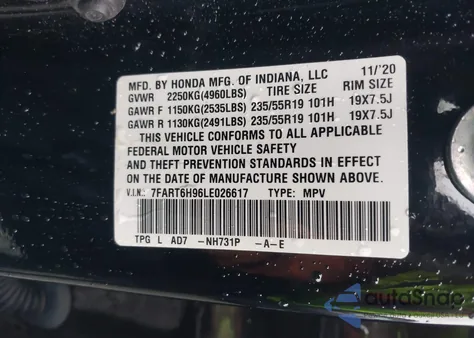 MFD. BY HONDA MFG. OF INDIANA, LLC 11/'20
GVWR 2250KG(4960LBS) TIRE SIZE RIM SIZE
GAWR F 1150KG(2535LBS) 235/55R19 101H 19X7.5J
GAWR R 1130KG(2491LBS) 235/55R19 101H 19X7.5J
THIS VEHICLE CONFORMS TO ALL APPLICABLE
FEDERAL MOTOR VEHICLE SAFETY
AND THEFT PREVENTION STANDARDS IN EFFECT
ON THE DATE OF MANUFACTURE SHOWN ABOVE.
V.I.N.: 7FART6H96LE026617 TYPE: MPV
TPG L AD7 -NH731P -A-E
autoSnap